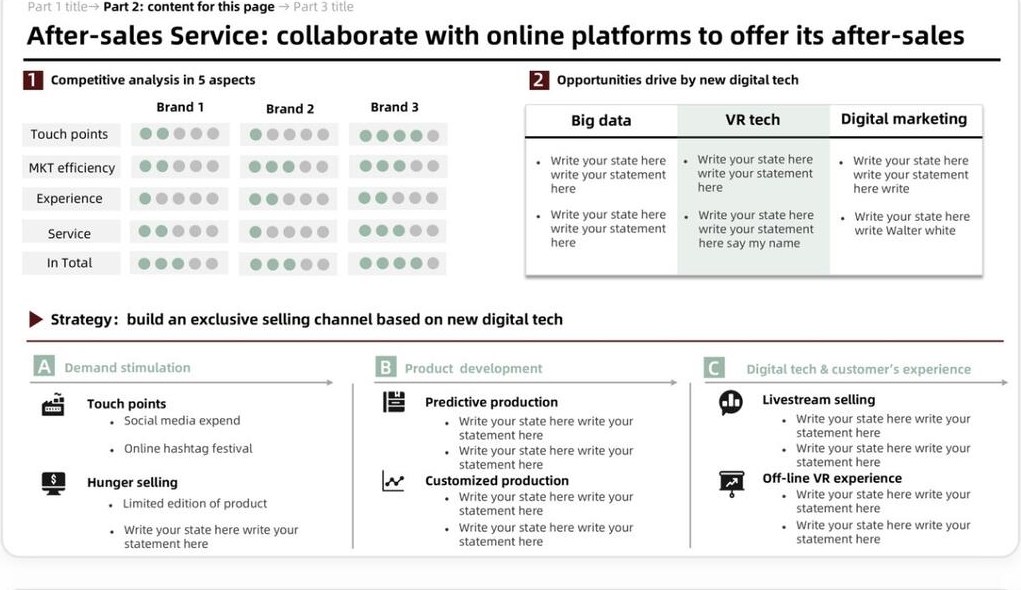 Part 1 title→ Part 2: content for this page → Part 3 title
After-sales Service: collaborate with online platforms to offer its after-sales
1 Competitive analysis in 5 aspects
Brand 1 Brand 2 Brand 3
Touch points
MKT efficiency
Experience
Service
In Total
2 Opportunities drive by new digital tech
Big data VR tech Digital marketing
• Write your state here
write your statement
here
• Write your state here
write your statement
here
• Write your state here
write your statement
here
• Write your state here
write your statement
here say my name
• Write your state here
write your statement
here write
• Write your state here
write Walter white
Strategy: build an exclusive selling channel based on new digital tech
A Demand stimulation
Touch points
• Social media expend
• Online hashtag festival
$
Hunger selling
• Limited edition of product
• Write your state here write your
statement here
B Product development
Predictive production
• Write your state here write your
statement here
• Write your state here write your
statement here
Customized production
• Write your state here write your
statement here
• Write your state here write your
statement here
C Digital tech & customer's experience
Livestream selling
• Write your state here write your
statement here
• Write your state here write your
statement here
Off-line VR experience
• Write your state here write your
statement here
• Write your state here write your
statement here